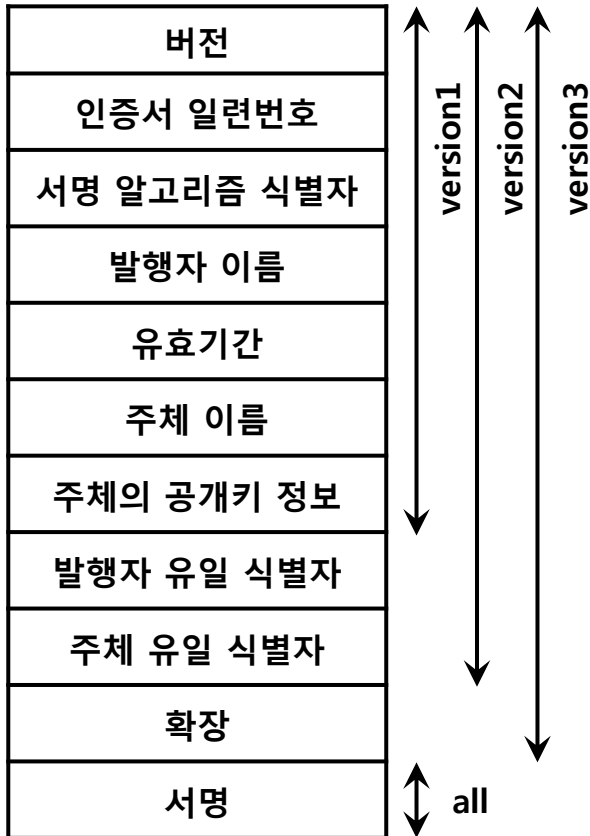 버전
인증서 일련번호
서명 알고리즘 식별자
발행자 이름
유효기간
주체 이름
주체의 공개키 정보
발행자 유일 식별자
주체 유일 식별자
확장
서명
version1
version2
version3
all